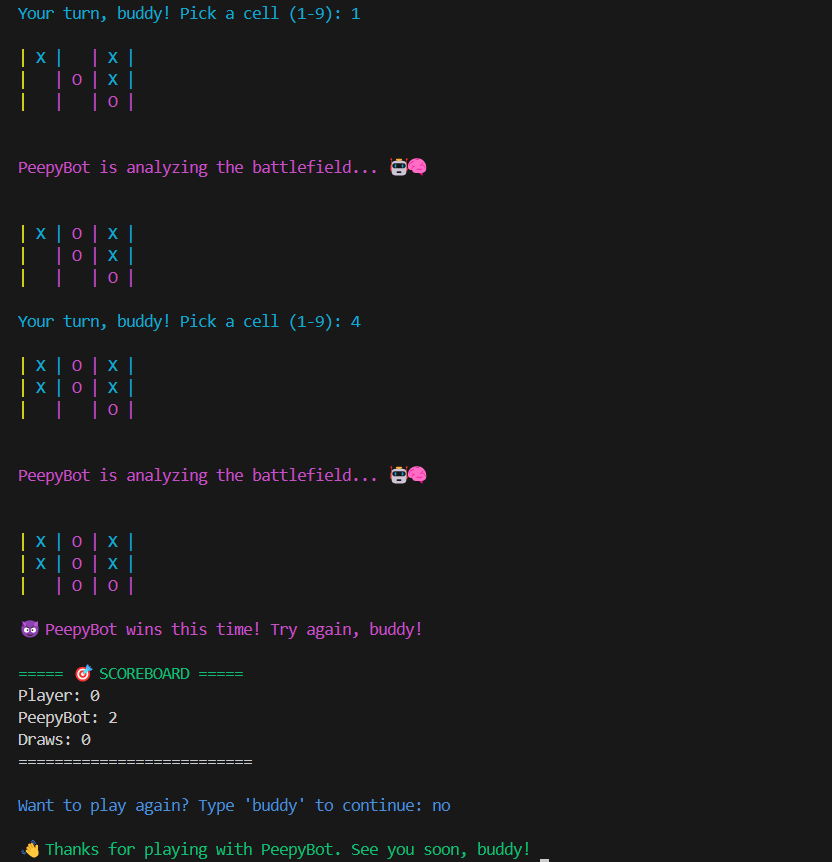 Your turn, buddy! Pick a cell (1-9): 1
| X |   | X |
|   | O | X |
|   |   | O |
PeepyBot is analyzing the battlefield... 🤖🧠
| X | O | X |
|   | O | X |
|   |   | O |
Your turn, buddy! Pick a cell (1-9): 4
| X | O | X |
| X | O | X |
|   |   | O |
PeepyBot is analyzing the battlefield... 🤖🧠
| X | O | X |
| X | O | X |
|   | O | O |
😈 PeepyBot wins this time! Try again, buddy!
===== 🎯 SCOREBOARD =====
Player: 0
PeepyBot: 2
Draws: 0
==========================
Want to play again? Type 'buddy' to continue: no
👋 Thanks for playing with PeepyBot. See you soon, buddy!